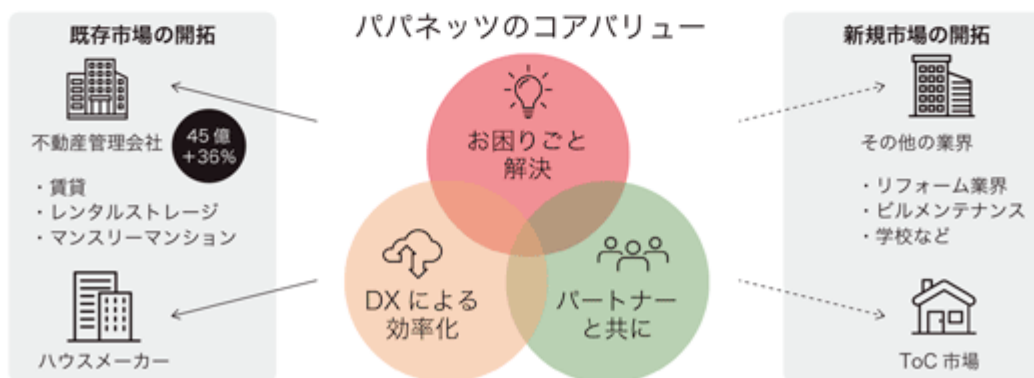 既存市場の開拓
不動産管理会社
45億
+36%
・賃貸
・レンタルストレージ
・マンスリーマンション
ハウスメーカー
パパネッツのコアバリュー
お困りごと
解決
DXによる
効率化
パートナー
と共に
新規市場の開拓
その他の業界
・リフォーム業界
・ビルメンテナンス
・学校など
ToC市場